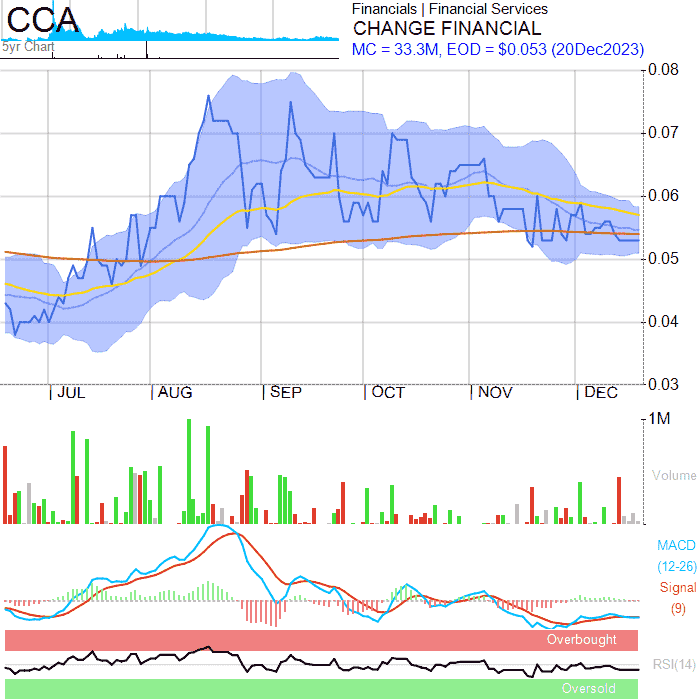 CCA
5yr Chart
Financials | Financial Services
CHANGE FINANCIAL
MC = 33.3M, EOD = $0.053 (20Dec2023)
0.08
0.07
0.06
0.05
0.04
0.03
| JUL | AUG | SEP | OCT | NOV | DEC
1M
Volume
MACD
(12-26)
Signal
(9)
Overbought
RSI(14)
Oversold